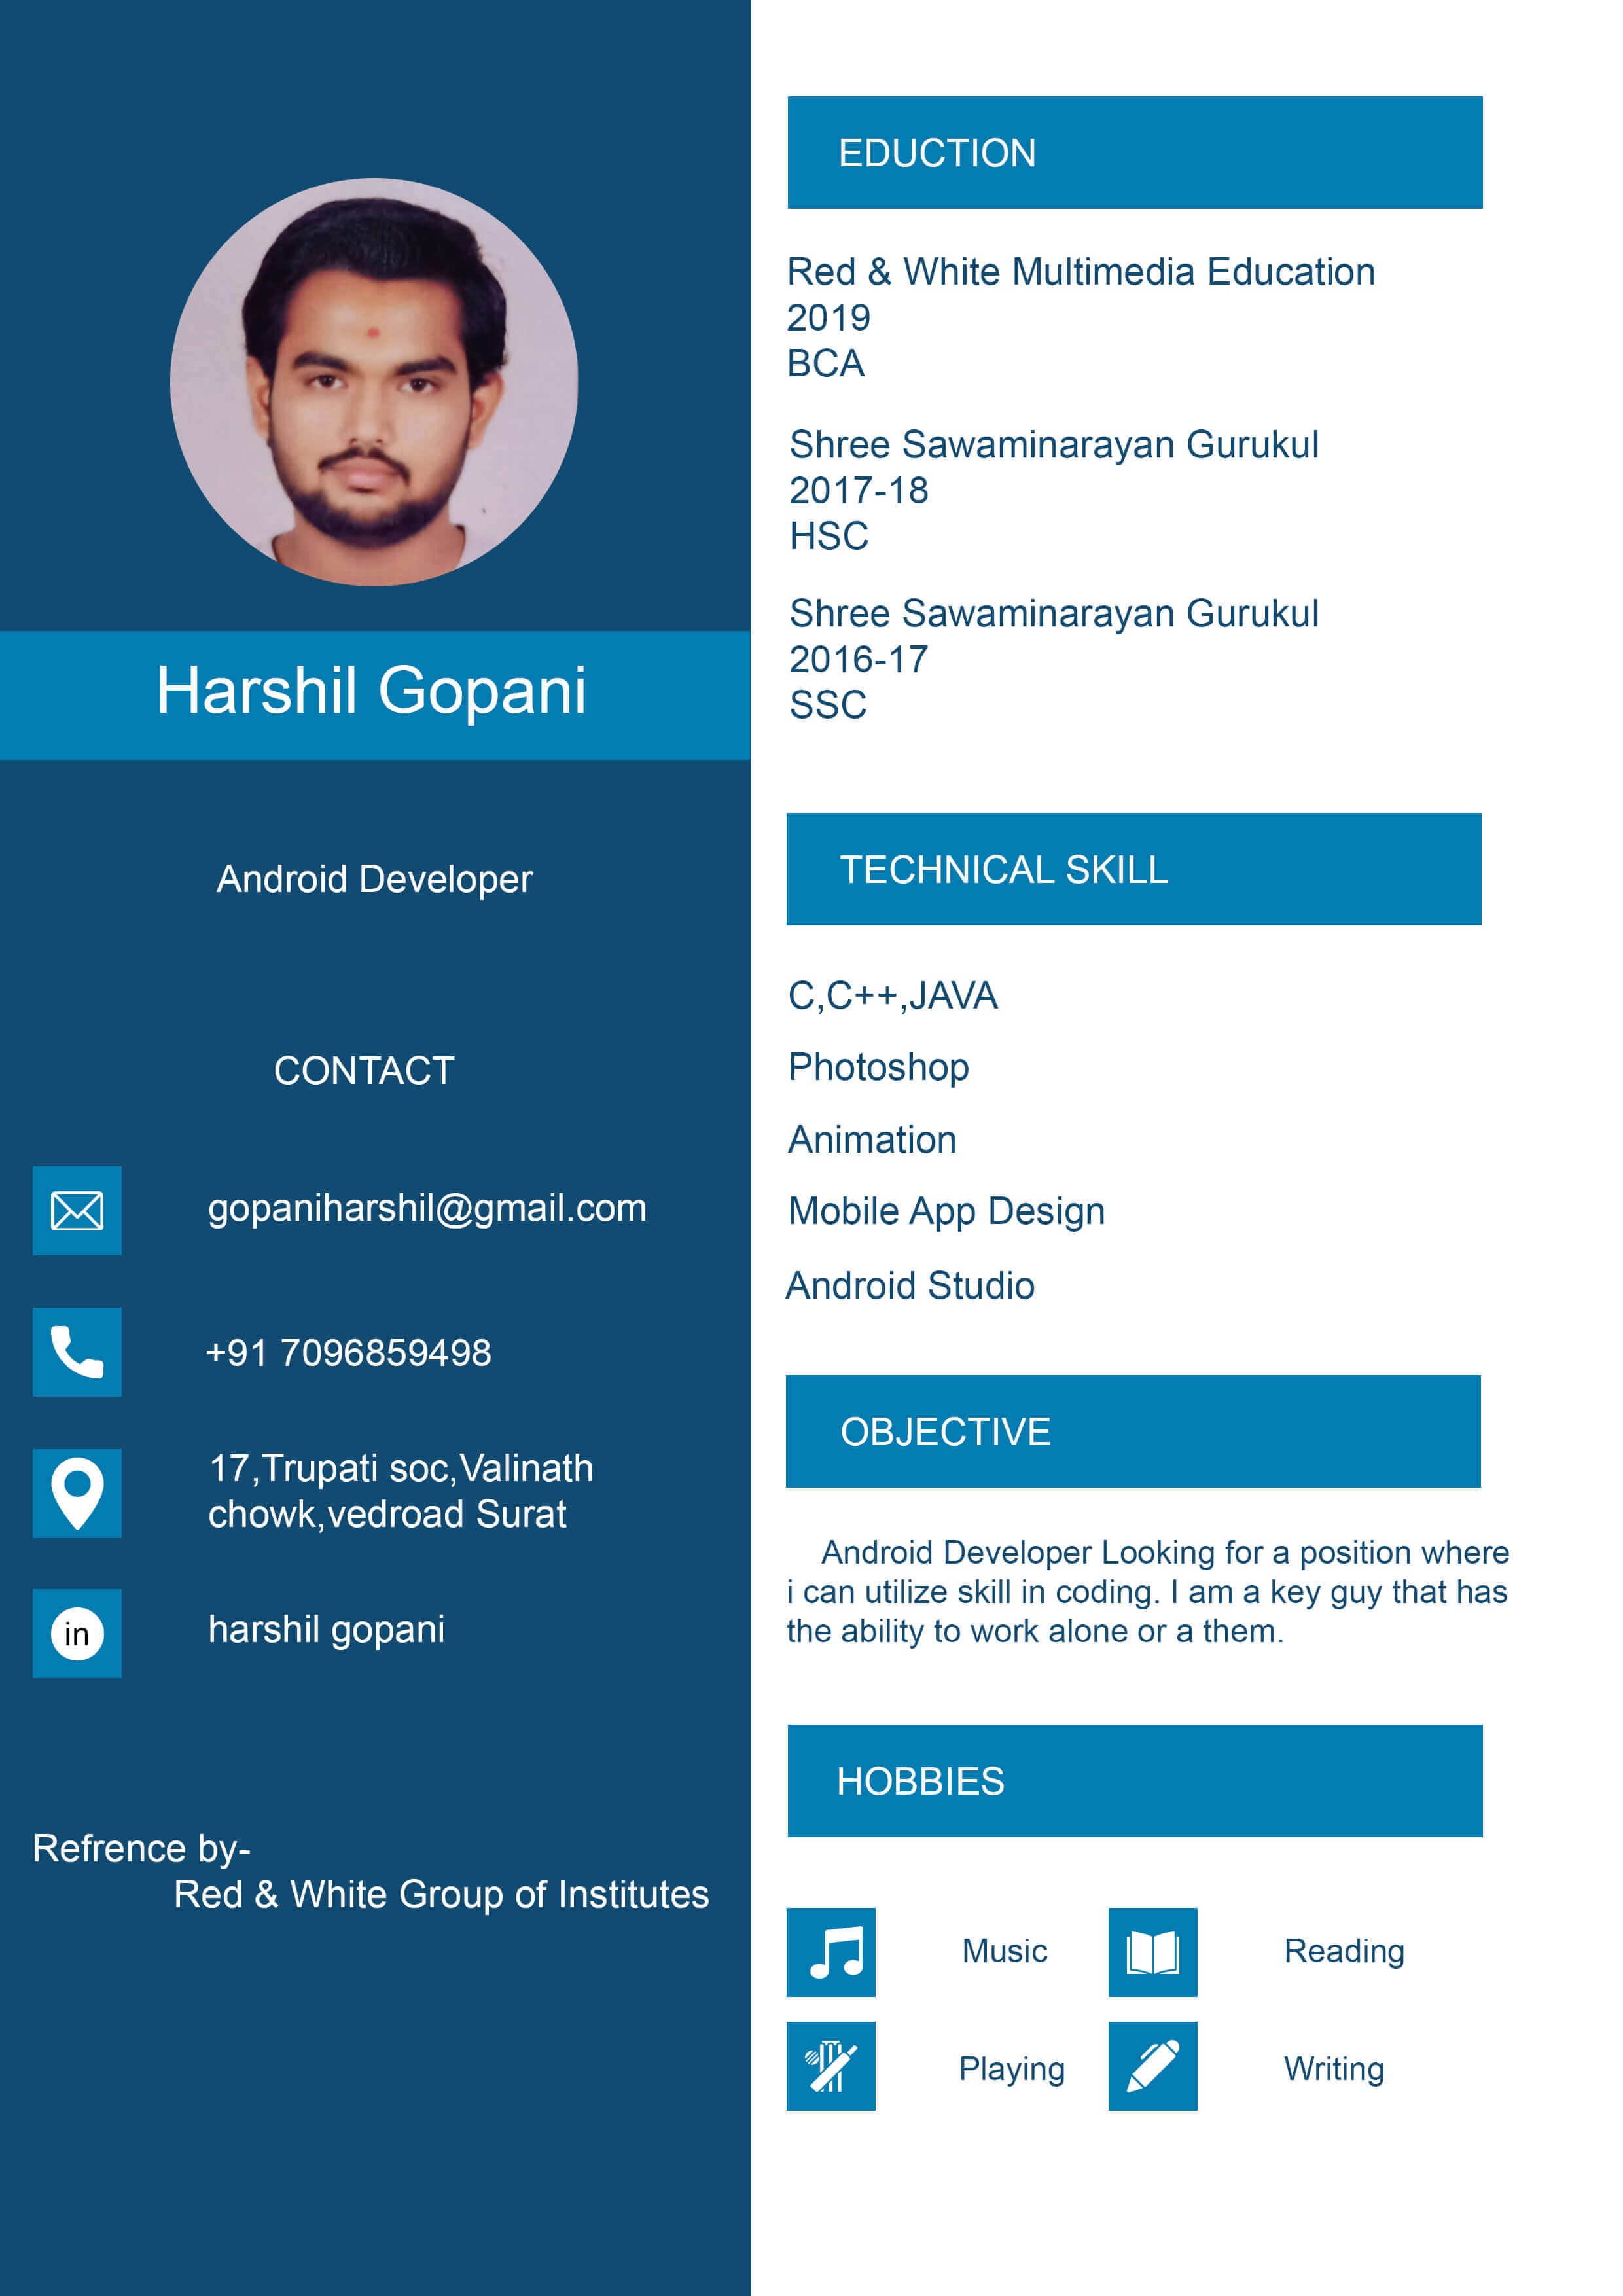 Harshil Gopani
Android Developer
CONTACT
gopaniharshil@gmail.com
+91 7096859498
17,Trupati soc,Valinath
chowk,vedroad Surat
in
harshil gopani
Refrence by-
Red & White Group of Institutes
EDUCTION
Red & White Multimedia Education
2019
BCA
Shree Sawaminarayan Gurukul
2017-18
HSC
Shree Sawaminarayan Gurukul
2016-17
SSC
TECHNICAL SKILL
C,C++,JAVA
Photoshop
Animation
Mobile App Design
Android Studio
OBJECTIVE
Android Developer Looking for a position where
i can utilize skill in coding. I am a key guy that has
the ability to work alone or a them.
HOBBIES
Music
Reading
Playing
Writing